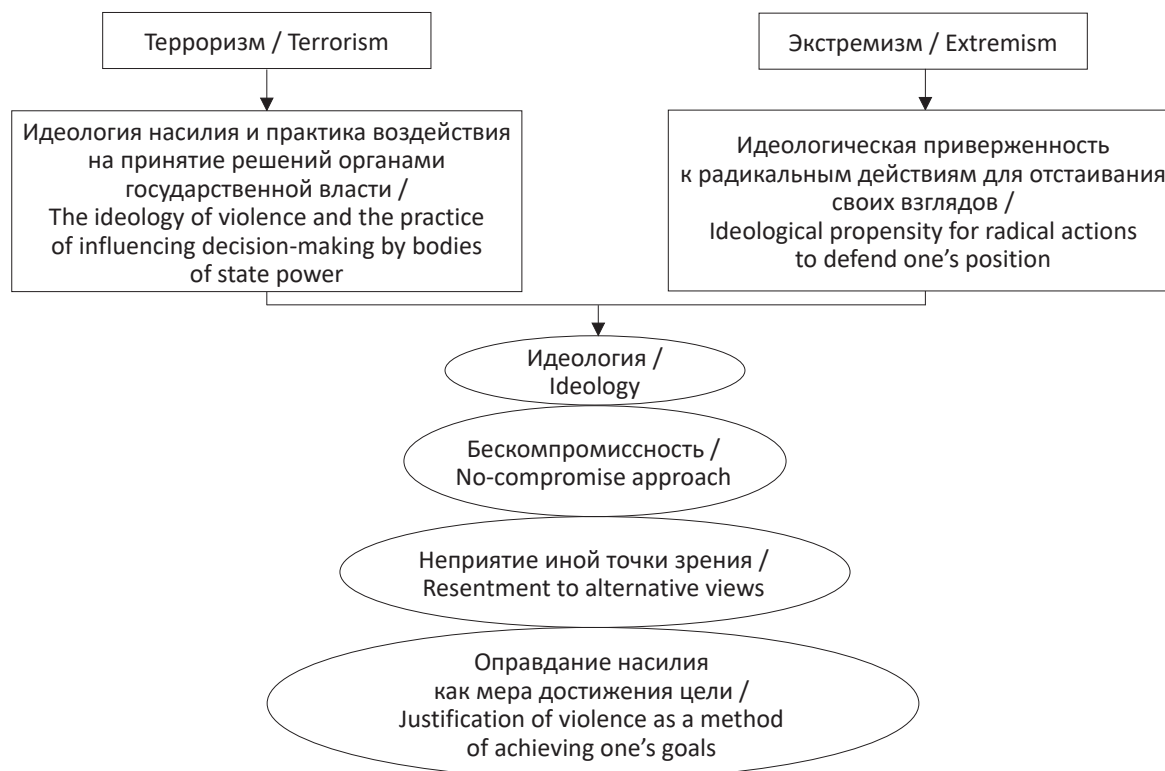 Терроризм / Terrorism
Экстремизм / Extremism
Идеология насилия и практика воздействия
на принятие решений органами
государственной власти /
The ideology of violence and the practice
of influencing decision-making by bodies
of state power
Идеологическая приверженность
к радикальным действиям для отстаивания
своих взглядов /
Ideological propensity for radical actions
to defend one’s position
Идеология /
Ideology
Бескомпромиссность /
No-compromise approach
Неприятие иной точки зрения /
Resentment to alternative views
Оправдание насилия
как мера достижения цели /
Justification of violence as a method
of achieving one’s goals